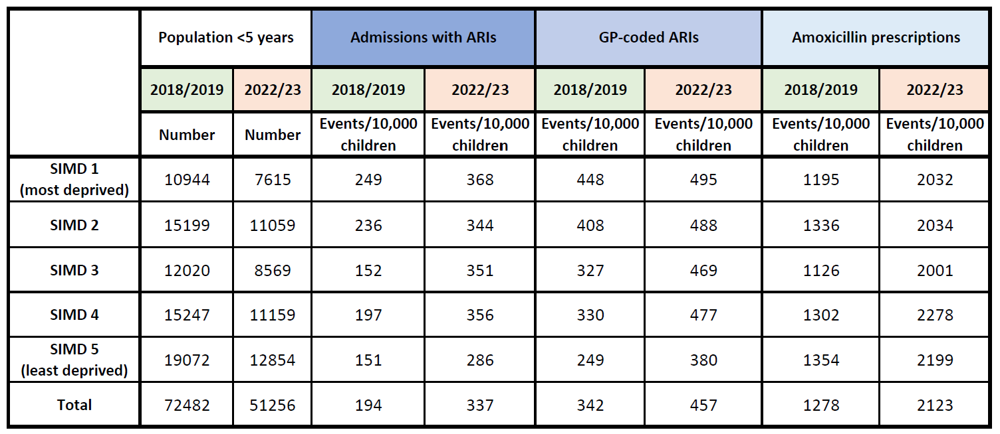 Population <5 years Admissions with ARIs GP-coded ARIs Amoxicillin prescriptions
2018/2019 2022/23 2018/2019 2022/23 2018/2019 2022/23 2018/2019 2022/23
Number Number Events/10,000 children Events/10,000 children Events/10,000 children Events/10,000 children Events/10,000 children Events/10,000 children
SIMD 1 (most deprived) 10944 7615 249 368 448 495 1195 2032
SIMD 2 15199 11059 236 344 408 488 1336 2034
SIMD 3 12020 8569 152 351 327 469 1126 2001
SIMD 4 15247 11159 197 356 330 477 1302 2278
SIMD 5 (least deprived) 19072 12854 151 286 249 380 1354 2199
Total 72482 51256 194 337 342 457 1278 2123